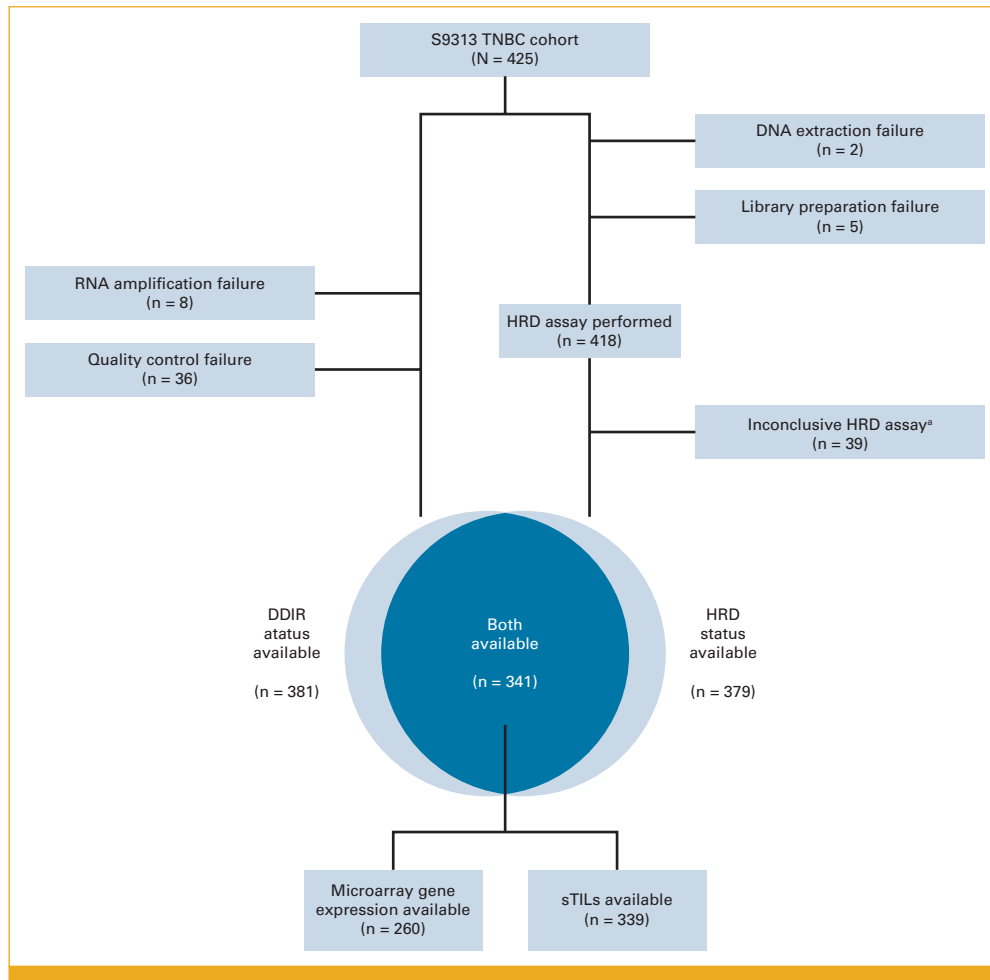 S9313 TNBC cohort
(N = 425)
DNA extraction failure
(n = 2)
Library preparation failure
(n = 5)
RNA amplification failure
(n = 8)
HRD assay performed
(n = 418)
Quality control failure
(n = 36)
Inconclusive HRD assayᵃ
(n = 39)
DDIR
atatus
available
(n = 381)
Both
available
(n = 341)
HRD
status
available
(n = 379)
Microarray gene
expression available
(n = 260)
sTILs available
(n = 339)